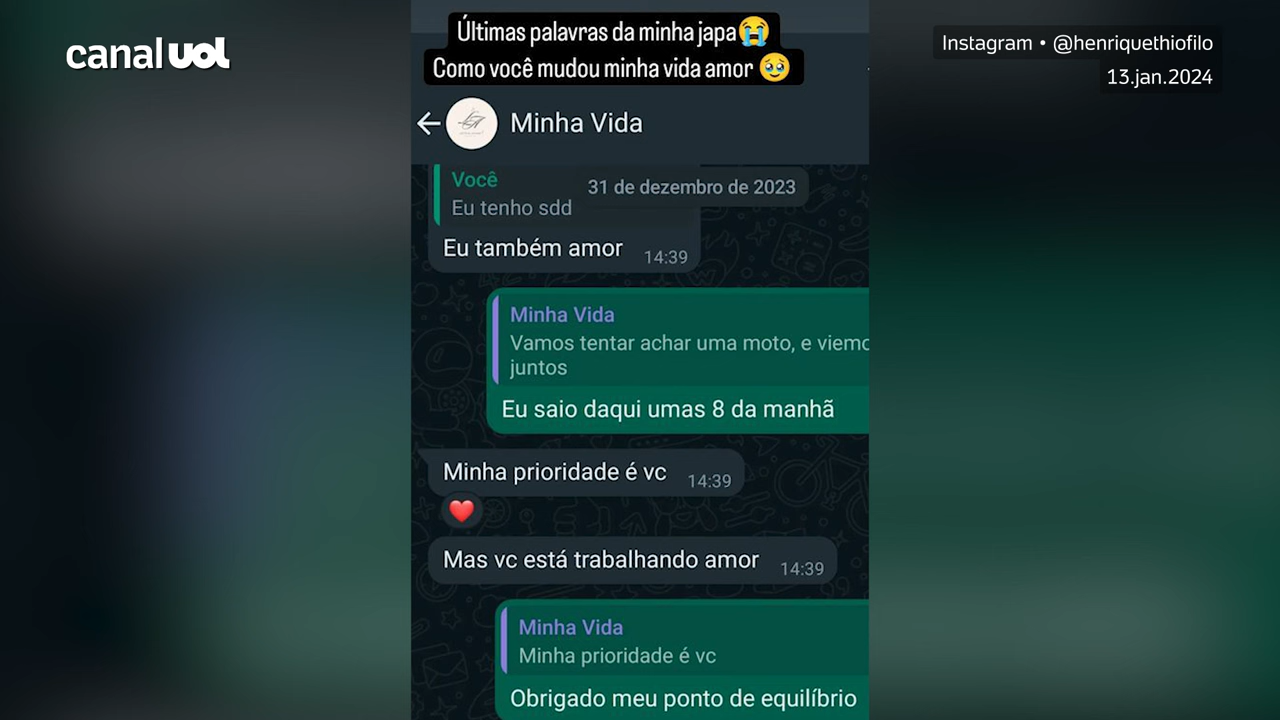 canal uol
Últimas palavras da minha japa😭
Como você mudou minha vida amor 🥹
Instagram • @henriquethiofilo
13.jan.2024
Minha Vida
Você
31 de dezembro de 2023
Eu tenho sdd
Eu também amor 14:39
Minha Vida
Vamos tentar achar uma moto, e viemo
juntos
Eu saio daqui umas 8 da manhã
Minha prioridade é vc 14:39
❤️
Mas vc está trabalhando amor 14:39
Minha Vida
Minha prioridade é vc
Obrigado meu ponto de equilíbrio